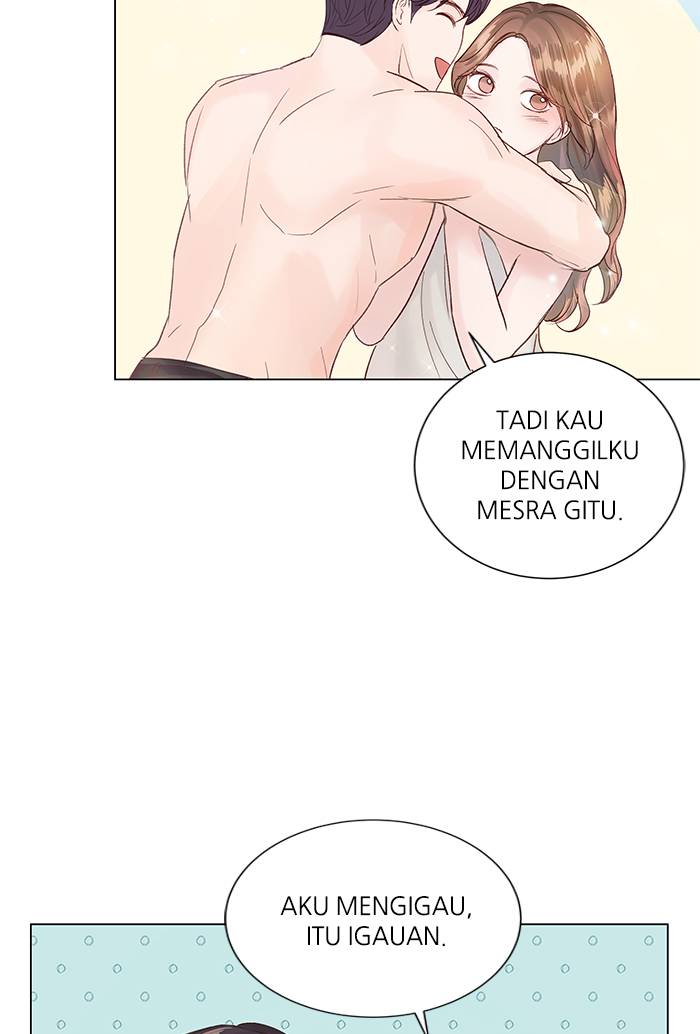 TADI KAU
MEMANGGILKU
DENGAN
MESRA GITU.
AKU MENGIGAU,
ITU IGAUAN.